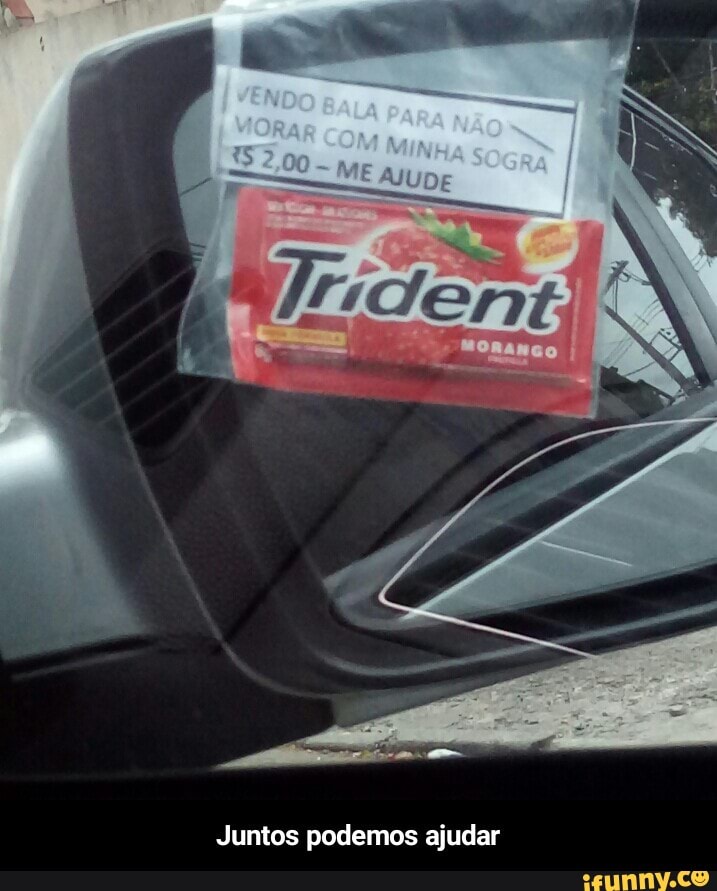 VENDO BALA PARA NÃO
MORAR COM MINHA SOGRA
R$ 2,00 – ME AJUDE
Trident
MORANGO
Juntos podemos ajudar
ifunny.co